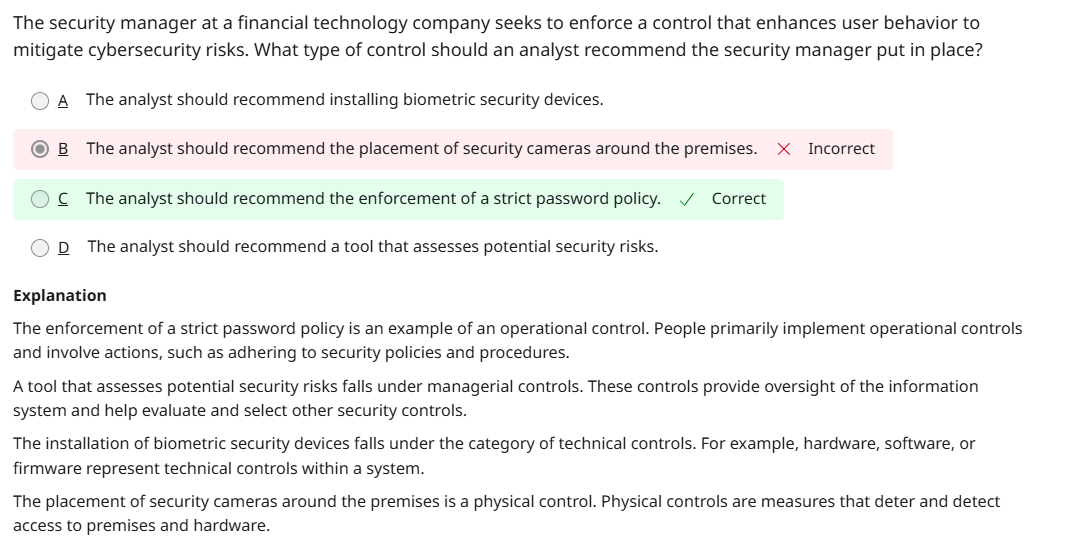 The security manager at a financial technology company seeks to enforce a control that enhances user behavior to
mitigate cybersecurity risks. What type of control should an analyst recommend the security manager put in place?
A The analyst should recommend installing biometric security devices.
B The analyst should recommend the placement of security cameras around the premises. Incorrect
C The analyst should recommend the enforcement of a strict password policy. Correct
D The analyst should recommend a tool that assesses potential security risks.
Explanation
The enforcement of a strict password policy is an example of an operational control. People primarily implement operational controls
and involve actions, such as adhering to security policies and procedures.
A tool that assesses potential security risks falls under managerial controls. These controls provide oversight of the information
system and help evaluate and select other security controls.
The installation of biometric security devices falls under the category of technical controls. For example, hardware, software, or
firmware represent technical controls within a system.
The placement of security cameras around the premises is a physical control. Physical controls are measures that deter and detect
access to premises and hardware.